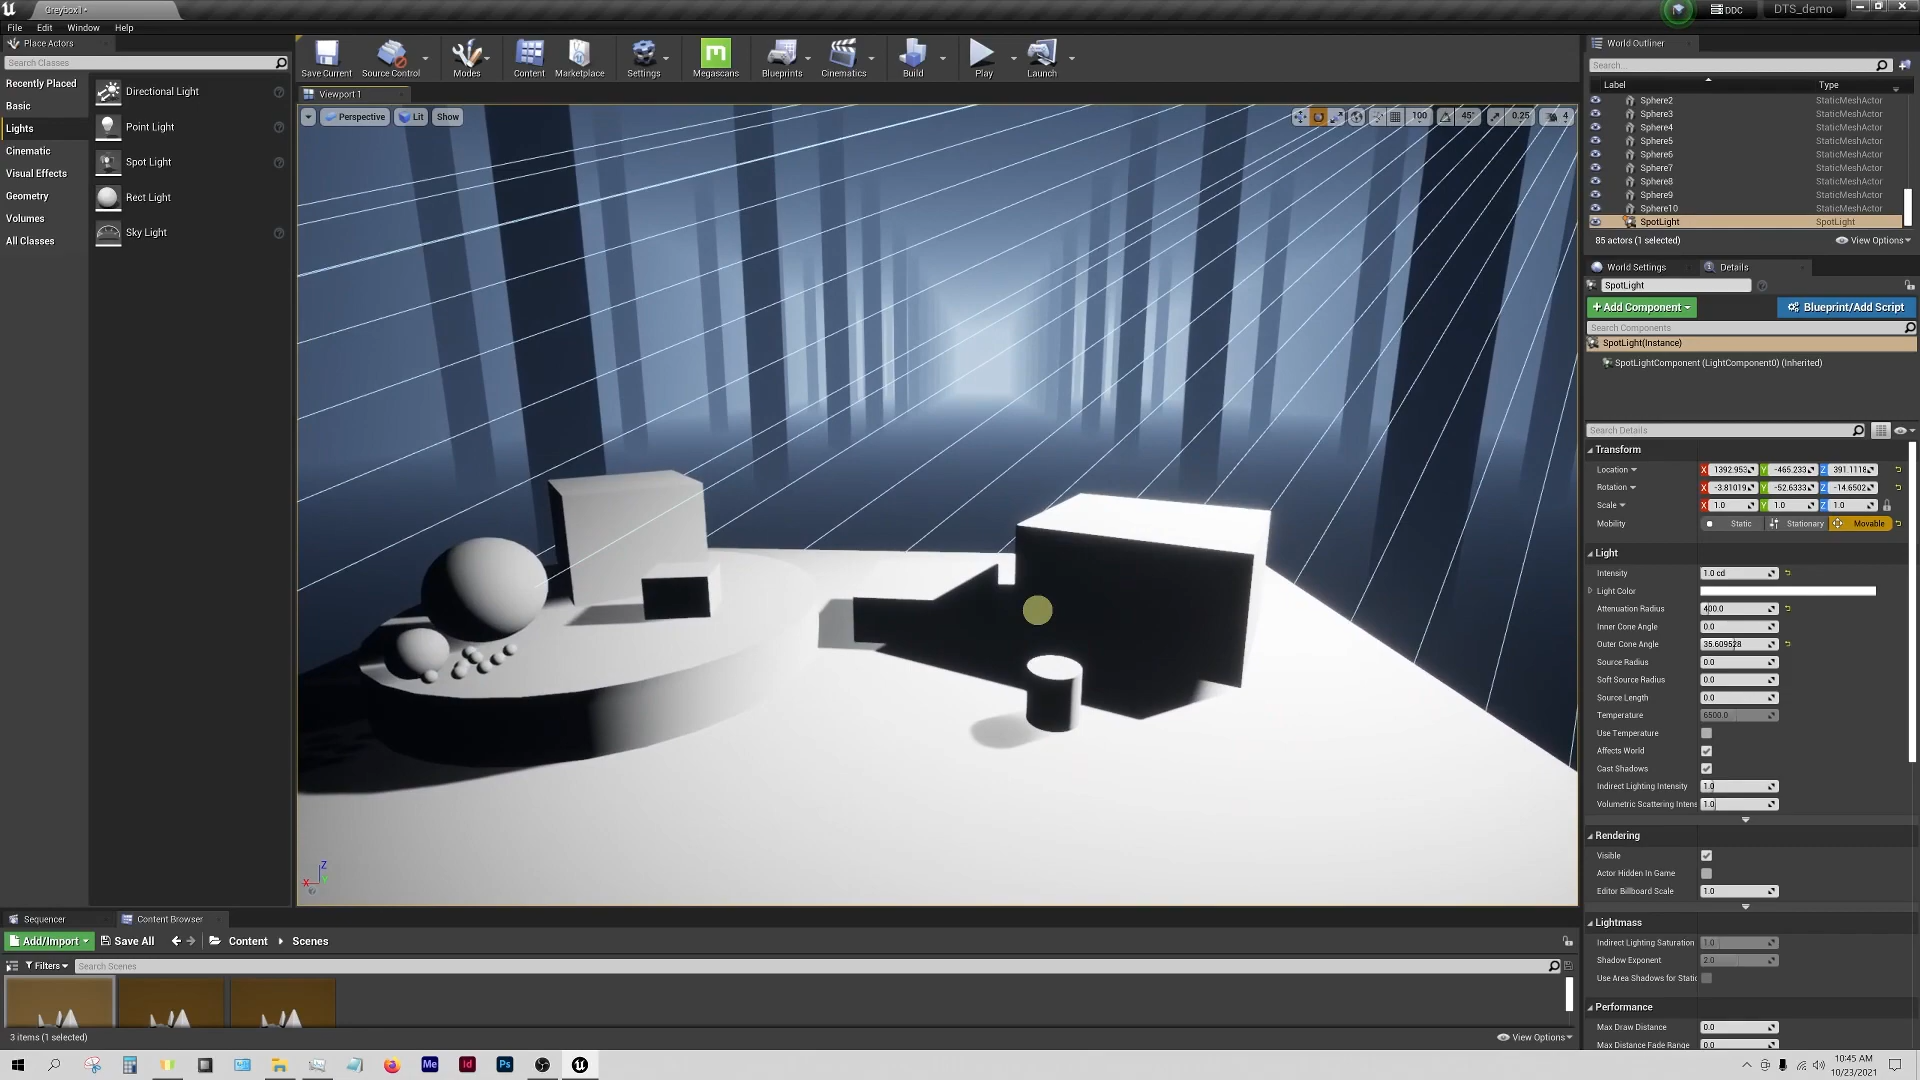 Greybox1•
DDC
DTS_demo
File Edit Window Help
Place Actors
Search Classes
Recently Placed
Basic
Lights
Cinematic
Visual Effects
Geometry
Volumes
All Classes
Directional Light
Point Light
Spot Light
Rect Light
Sky Light
Save Current Source Control Modes Content Marketplace Settings Megascans Blueprints Cinematics Build Play Launch
Viewport 1
Perspective Lit Show
100 45° 0.25 4
World Outliner
Search...
Label Type
Sphere2 StaticMeshActor
Sphere3 StaticMeshActor
Sphere4 StaticMeshActor
Sphere5 StaticMeshActor
Sphere6 StaticMeshActor
Sphere7 StaticMeshActor
Sphere8 StaticMeshActor
Sphere9 StaticMeshActor
Sphere10 StaticMeshActor
SpotLight SpotLight
85 actors (1 selected) View Options
World Settings Details
SpotLight
+ Add Component Blueprint/Add Script
Search Components
SpotLight(Instance)
SpotLightComponent (LightComponent0) (Inherited)
Search Details
Transform
Location X 1392.953 Y -465.233 Z 391.1118
Rotation X -3.81019 Y -52.6333 Z -14.6502
Scale X 1.0 Y 1.0 Z 1.0
Mobility Static Stationary Movable
Light
Intensity 1.0 cd
Light Color
Attenuation Radius 400.0
Inner Cone Angle 0.0
Outer Cone Angle 35.609528
Source Radius 0.0
Soft Source Radius 0.0
Source Length 0.0
Temperature 6500.0
Use Temperature
Affects World
Cast Shadows
Indirect Lighting Intensity 1.0
Volumetric Scattering Intens 1.0
Rendering
Visible
Actor Hidden In Game
Editor Billboard Scale 1.0
Lightmass
Indirect Lighting Saturation 1.0
Shadow Exponent 2.0
Use Area Shadows for Static
Performance
Max Draw Distance 0.0
Max Distance Fade Range 0.0
Z
X Y
Sequencer Content Browser
Add/Import Save All Content Scenes
Filters Search Scenes
3 items (1 selected) View Options
Me Id Ps
10:45 AM
10/23/2021